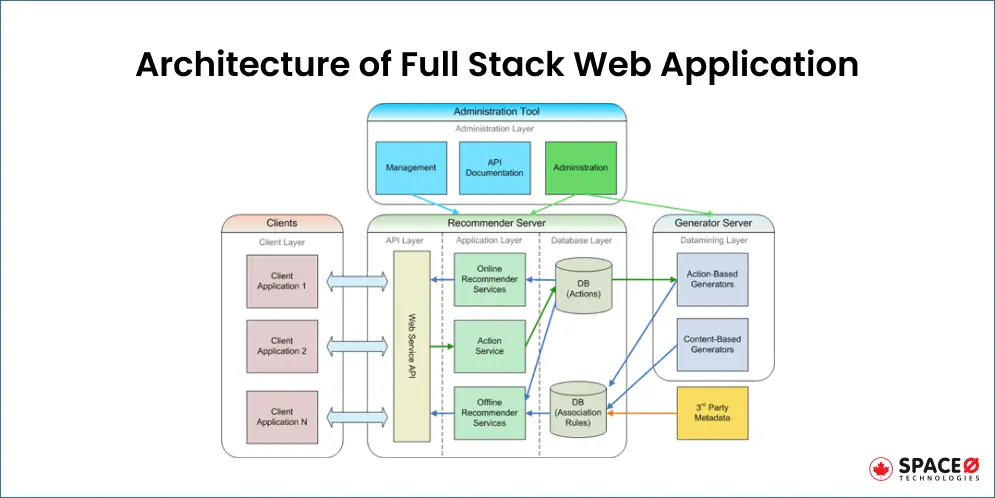 Architecture of Full Stack Web Application
Administration Tool
Administration Layer
Management
API
Documentation
Administration
Clients
Client Layer
Client
Application 1
Client
Application 2
Client
Application N
Recommender Server
API Layer
Application Layer
Database Layer
Web Service API
Online
Recommender
Services
Action
Service
Offline
Recommender
Services
DB
(Actions)
DB
(Association
Rules)
Generator Server
Datamining Layer
Action-Based
Generators
Content-Based
Generators
3rd Party
Metadata
SPACEO
TECHNOLOGIES